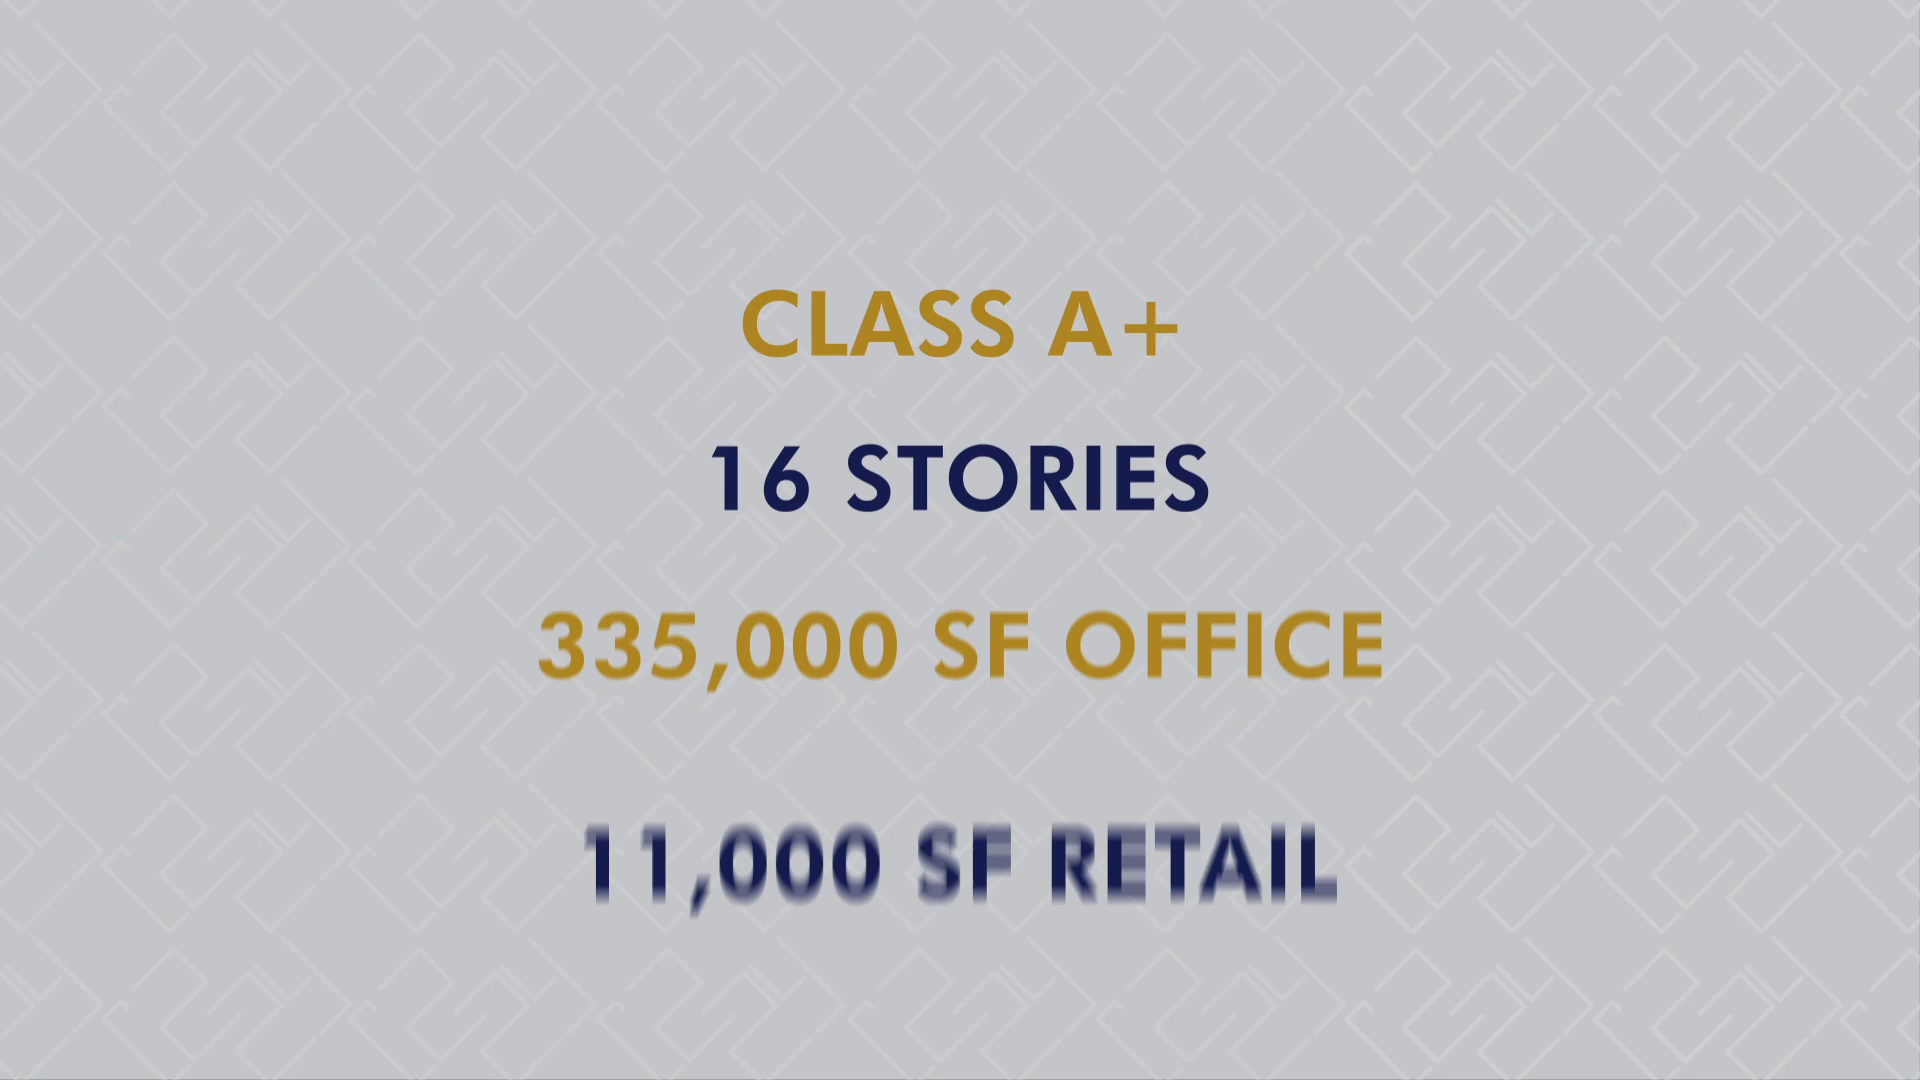 CLASS A+
16 STORIES
335,000 SF OFFICE
11,000 SF RETAIL